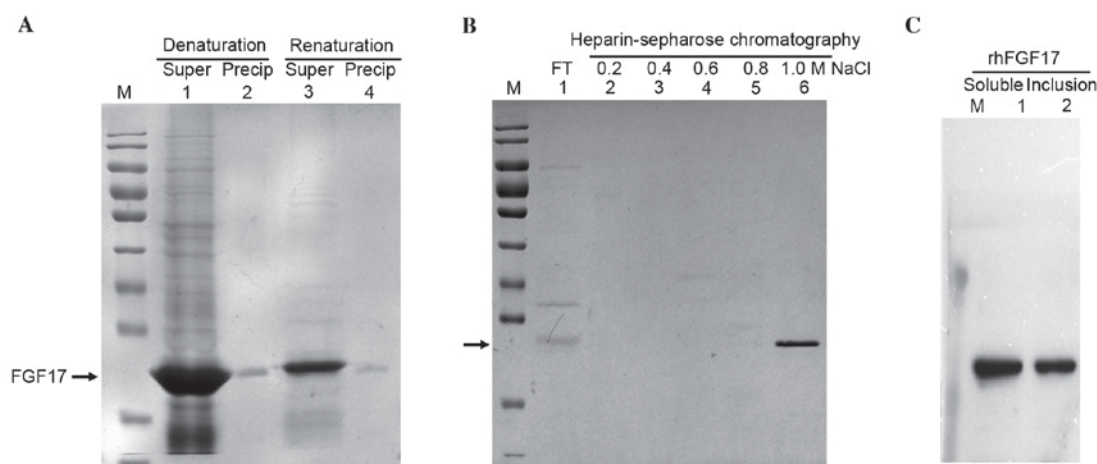 A
Denaturation Renaturation
Super Precip Super Precip
M 1 2 3 4
FGF17
B
Heparin-sepharose chromatography
FT 0.2 0.4 0.6 0.8 1.0 M NaCl
M 1 2 3 4 5 6
C
rhFGF17
Soluble Inclusion
M 1 2